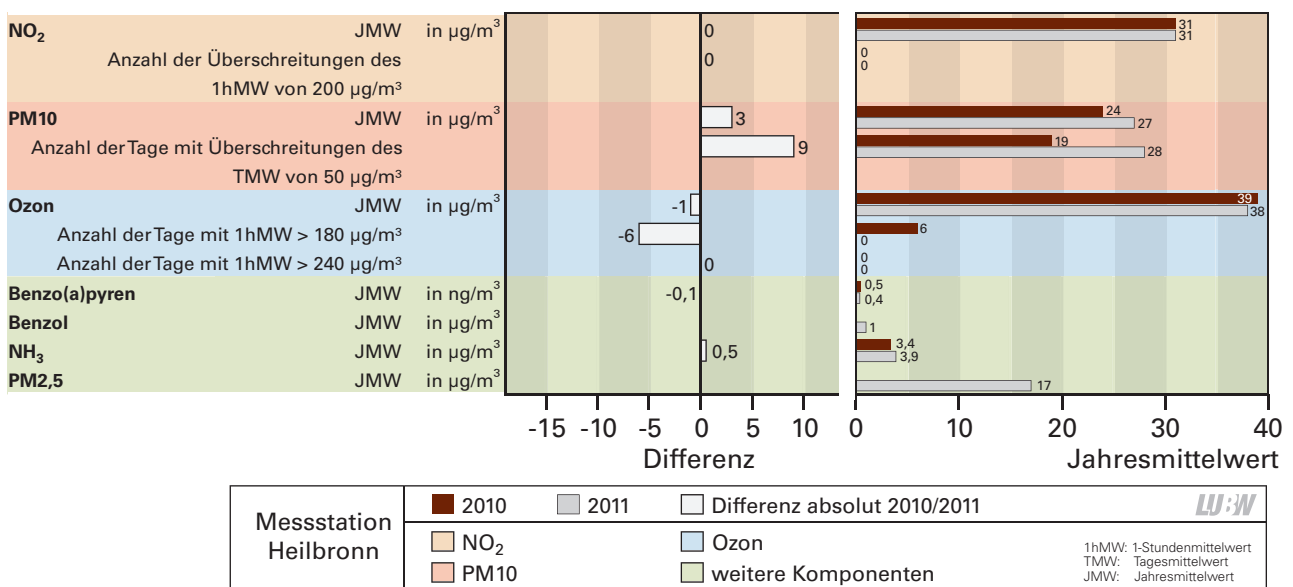 NO₂ JMW in µg/m³ 0 31
31
Anzahl der Überschreitungen des 0 0
0
1hMW von 200 µg/m³
PM10 JMW in µg/m³ 3 24
27
Anzahl der Tage mit Überschreitungen des 9 19
28
TMW von 50 µg/m³
Ozon JMW in µg/m³ -1 39
38
Anzahl der Tage mit 1hMW > 180 µg/m³ -6 6
0
Anzahl der Tage mit 1hMW > 240 µg/m³ 0 0
0
Benzo(a)pyren JMW in ng/m³ -0,1 0,5
0,4
Benzol JMW in µg/m³ 1
NH₃ JMW in µg/m³ 0,5 3,4
3,9
PM2,5 JMW in µg/m³ 17
-15 -10 -5 0 5 10 0 10 20 30 40
Differenz Jahresmittelwert
Messstation
Heilbronn
2010 2011 Differenz absolut 2010/2011 LUBW
NO₂ Ozon
PM10 weitere Komponenten
1hMW: 1-Stundenmittelwert
TMW: Tagesmittelwert
JMW: Jahresmittelwert